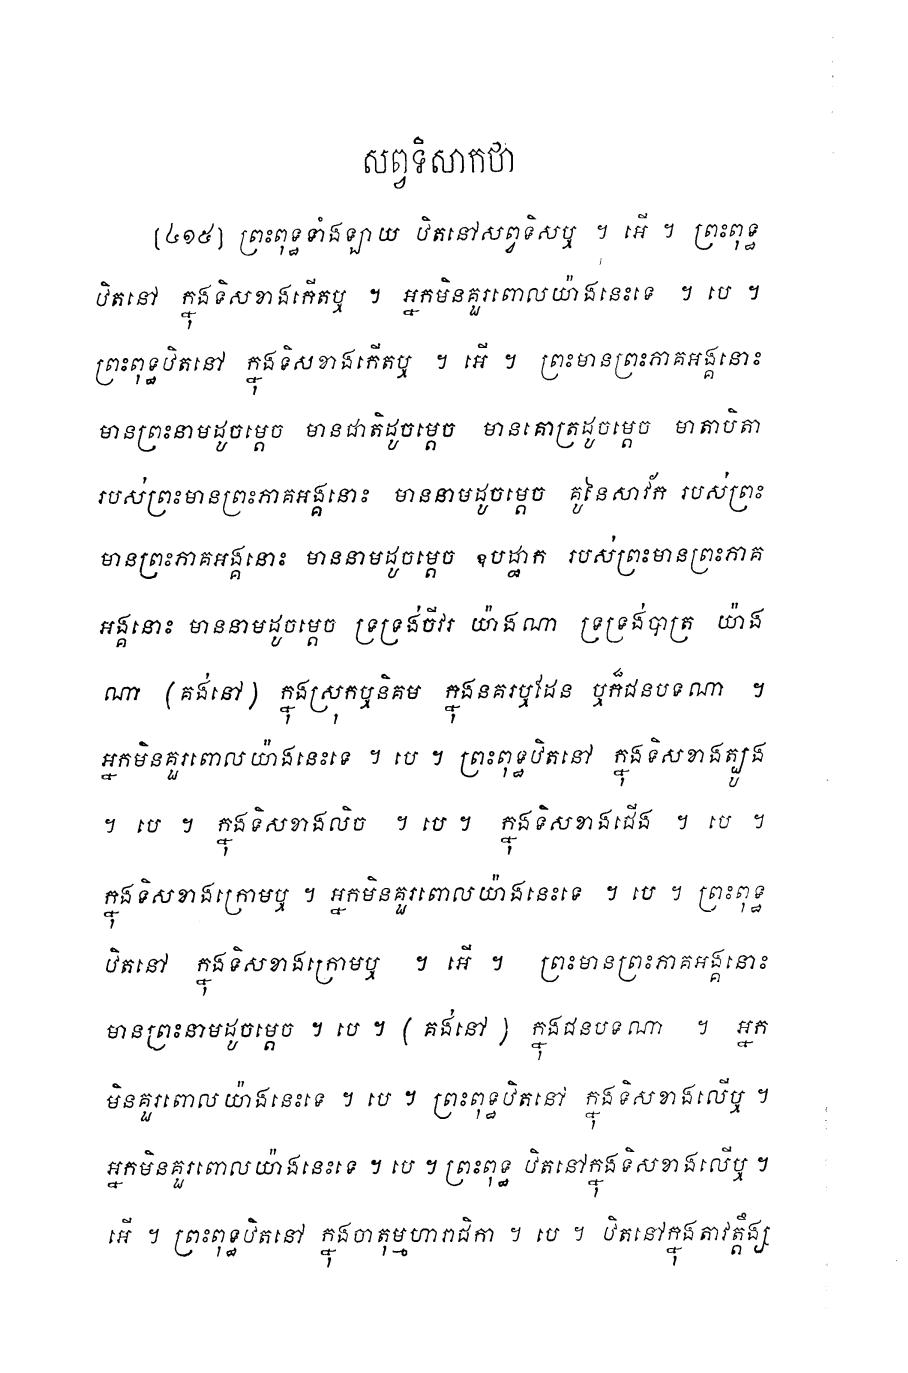 សព្វទិសាកថា
[៤១៥] ព្រះពុទ្ធទាំងឡាយ ឋិតនៅសព្វទិសឬ ។ អើ ។ ព្រះពុទ្ធ
ឋិតនៅ ក្នុងទិសខាងកើតឬ ។ អ្នកមិនគួរពោលយ៉ាងនេះទេ ។ បេ ។
ព្រះពុទ្ធឋិតនៅ ក្នុងទិសខាងកើតឬ ។ អើ ។ ព្រះមានព្រះភាគអង្គនោះ
មានព្រះនាមដូចម្តេច មានជាតិដូចម្តេច មានគោត្រដូចម្តេច មាតាបិតា
របស់ព្រះមានព្រះភាគអង្គនោះ មាននាមដូចម្តេច គូនៃសាវ័ក របស់ព្រះ
មានព្រះភាគអង្គនោះ មាននាមដូចម្តេច ឧបដ្ឋាក របស់ព្រះមានព្រះភាគ
អង្គនោះ មាននាមដូចម្តេច ទ្រទ្រង់ចីវរ យ៉ាងណា ទ្រទ្រង់បាត្រ យ៉ាង
ណា (គង់នៅ) ក្នុងស្រុកឬនិគម ក្នុងនគរឬដែន ឬក៏ជនបទណា ។
អ្នកមិនគួរពោលយ៉ាងនេះទេ ។ បេ ។ ព្រះពុទ្ធឋិតនៅ ក្នុងទិសខាងត្បូង
។ បេ ។ ក្នុងទិសខាងលិច ។ បេ ។ ក្នុងទិសខាងជើង ។ បេ ។
ក្នុងទិសខាងក្រោមឬ ។ អ្នកមិនគួរពោលយ៉ាងនេះទេ ។ បេ ។ ព្រះពុទ្ធ
ឋិតនៅ ក្នុងទិសខាងក្រោមឬ ។ អើ ។ ព្រះមានព្រះភាគអង្គនោះ
មានព្រះនាមដូចម្តេច ។ បេ ។ (គង់នៅ) ក្នុងជនបទណា ។ អ្នក
មិនគួរពោលយ៉ាងនេះទេ ។ បេ ។ ព្រះពុទ្ធឋិតនៅ ក្នុងទិសខាងលើឬ ។
អ្នកមិនគួរពោលយ៉ាងនេះទេ ។ បេ ។ ព្រះពុទ្ធ ឋិតនៅក្នុងទិសខាងលើឬ ។
អើ ។ ព្រះពុទ្ធឋិតនៅ ក្នុងចាតុម្មហារាជិកា ។ បេ ។ ឋិតនៅក្នុងតាវត្តឹង្ស